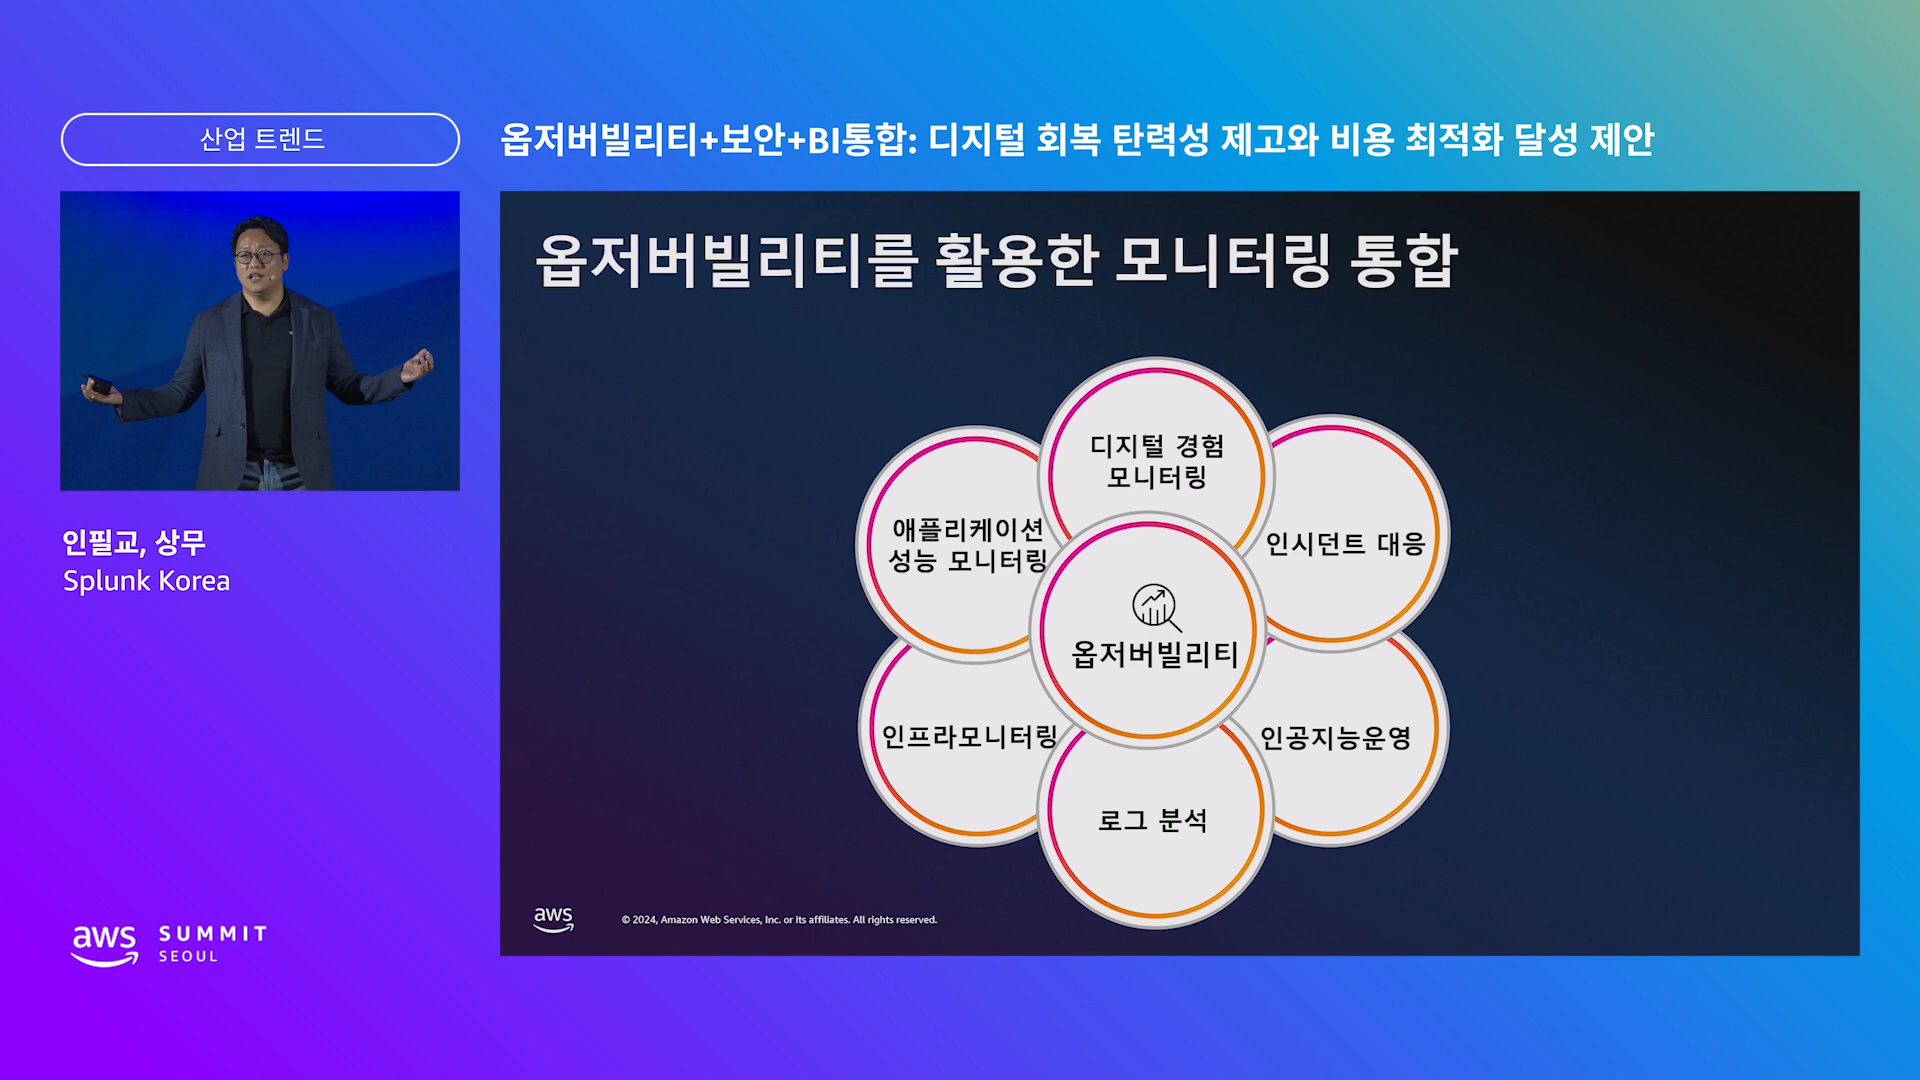 산업 트렌드
옵저버빌리티+보안+BI통합: 디지털 회복 탄력성 제고와 비용 최적화 달성 제안
인필교, 상무
Splunk Korea
옵저버빌리티를 활용한 모니터링 통합
디지털 경험
모니터링
애플리케이션
성능 모니터링
인시던트 대응
옵저버빌리티
인프라모니터링
인공지능운영
로그 분석
aws
© 2024, Amazon Web Services, Inc. or its affiliates. All rights reserved.
aws
SUMMIT
SEOUL